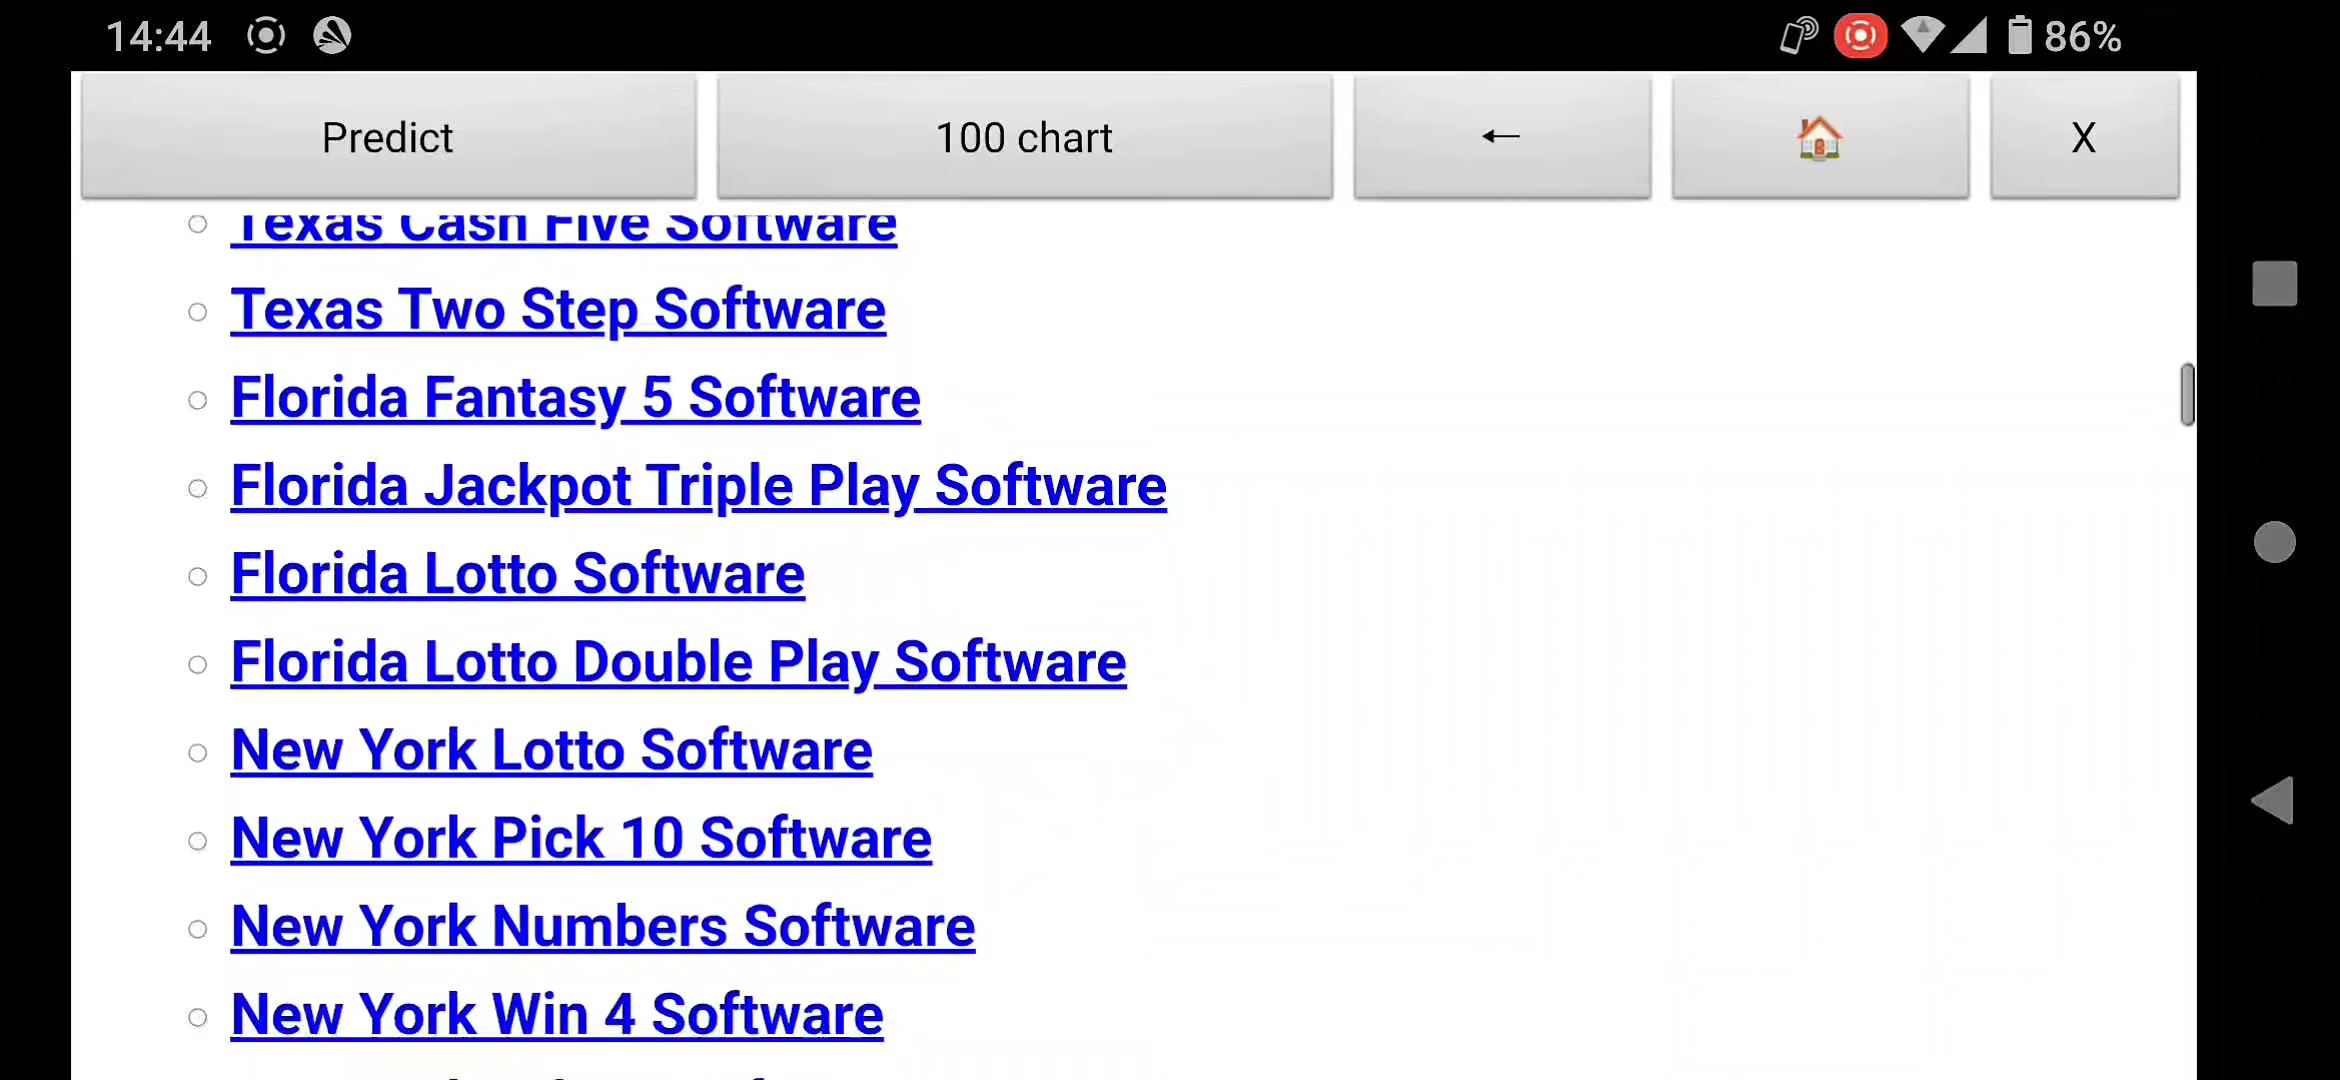 14:44 86%
Predict 100 chart ← X
Texas Cash Five Software
Texas Two Step Software
Florida Fantasy 5 Software
Florida Jackpot Triple Play Software
Florida Lotto Software
Florida Lotto Double Play Software
New York Lotto Software
New York Pick 10 Software
New York Numbers Software
New York Win 4 Software